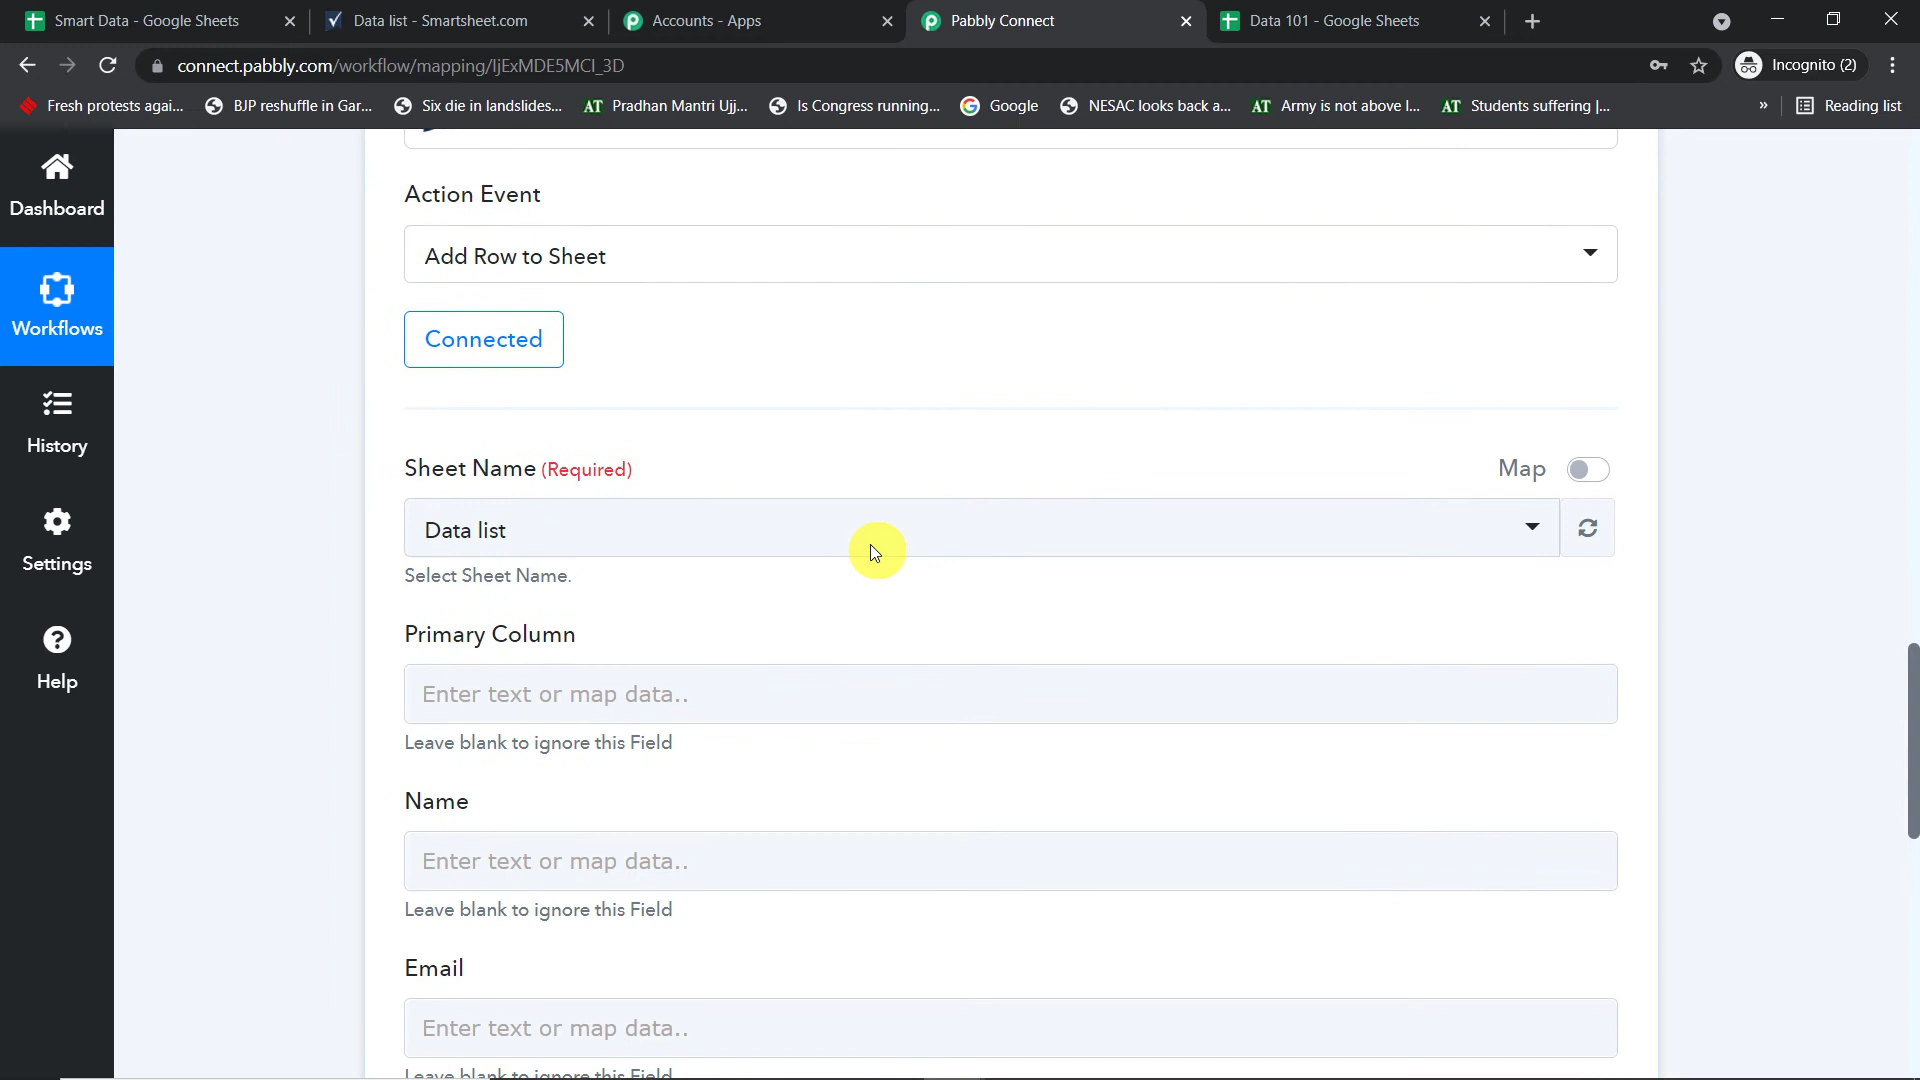 Smart Data - Google Sheets
Data list - Smartsheet.com
Accounts - Apps
Pabbly Connect
Data 101 - Google Sheets
connect.pabbly.com/workflow/mapping/IjExMDE5MCI_3D
Incognito (2)
Fresh protests agai...
BJP reshuffle in Gar...
Six die in landslides...
AT Pradhan Mantri Ujj...
Is Congress running...
Google
NESAC looks back a...
AT Army is not above l...
AT Students suffering |...
»
Reading list
Dashboard
Workflows
History
Settings
Help
Action Event
Add Row to Sheet
Connected
Sheet Name (Required)
Map
Data list
Select Sheet Name.
Primary Column
Enter text or map data..
Leave blank to ignore this Field
Name
Enter text or map data..
Leave blank to ignore this Field
Email
Enter text or map data..
Leave blank to ignore this Field